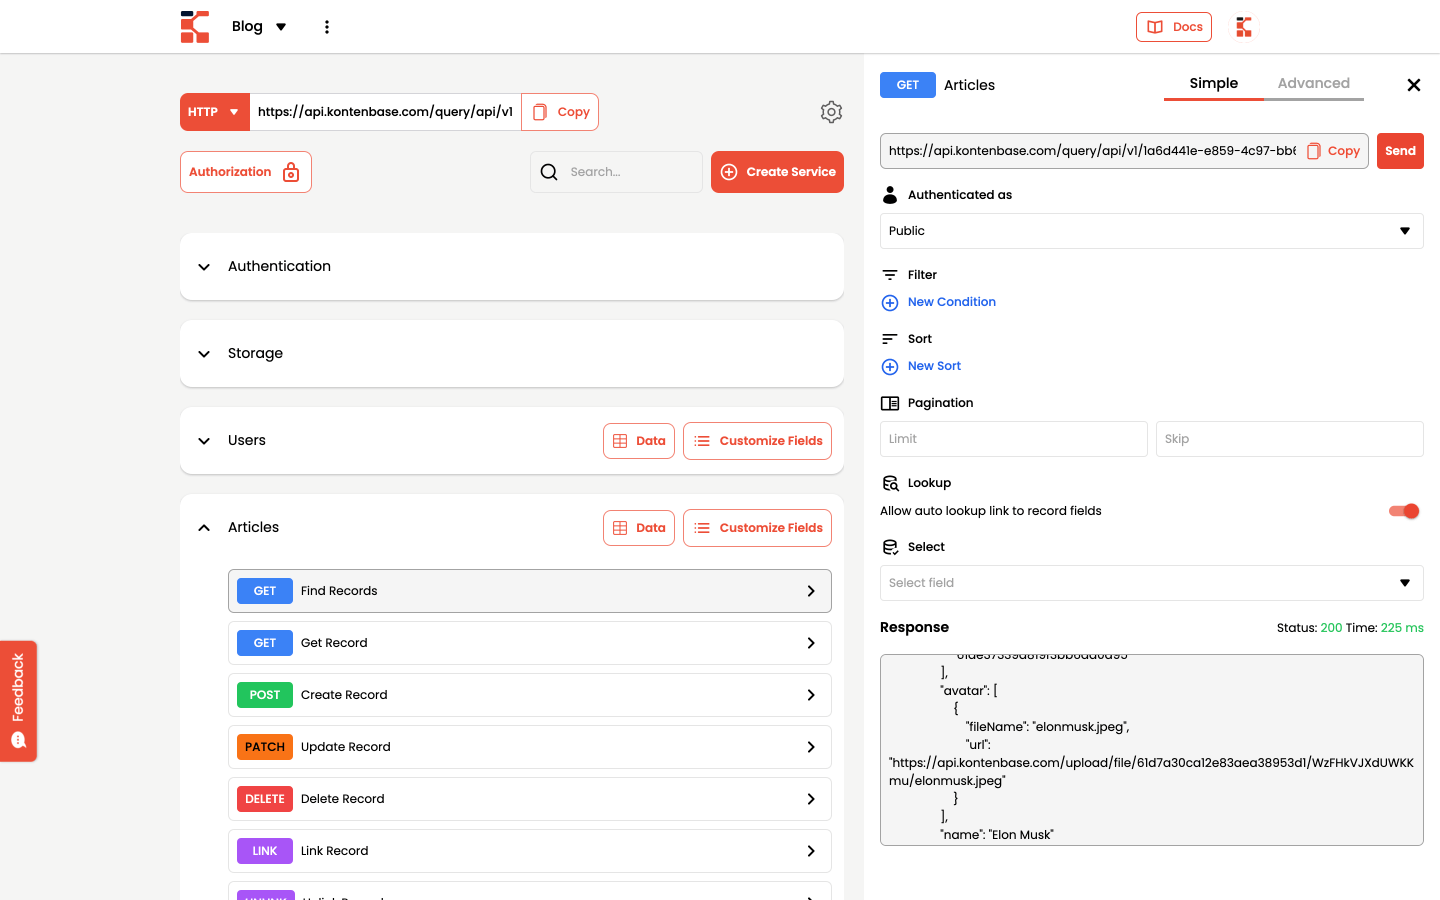 Blog
Docs
HTTP
https://api.kontenbase.com/query/api/v1
Copy
Authorization
Search...
Create Service
Authentication
Storage
Users
Data
Customize Fields
Articles
Data
Customize Fields
GET Find Records
GET Get Record
POST Create Record
PATCH Update Record
DELETE Delete Record
LINK Link Record
Feedback
GET Articles
Simple
Advanced
https://api.kontenbase.com/query/api/v1/1a6d441e-e859-4c97-bb6
Copy
Send
Authenticated as
Public
Filter
New Condition
Sort
New Sort
Pagination
Limit
Skip
Lookup
Allow auto lookup link to record fields
Select
Select field
Response
Status: 200 Time: 225 ms
],
"avatar": [
{
"fileName": "elonmusk.jpeg",
"url":
"https://api.kontenbase.com/upload/file/61d7a30ca12e83aea38953d1/WzFHkVJXdUWKK
mu/elonmusk.jpeg"
}
],
"name": "Elon Musk"